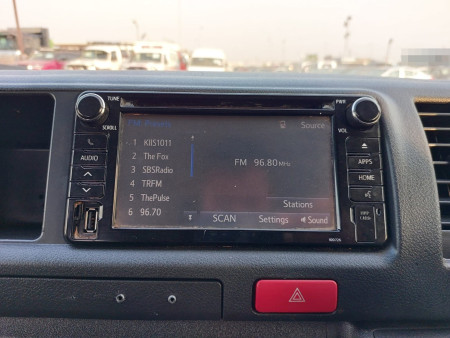 TUNE
SCROLL
AUDIO
PWR
VOL
APPS
HOME
Source
1 KIIS1011
2 The Fox
3 SBSRadio
4 TRFM
5 ThePulse
6 96.70
FM 96.80 MHz
Stations
SCAN Settings Sound